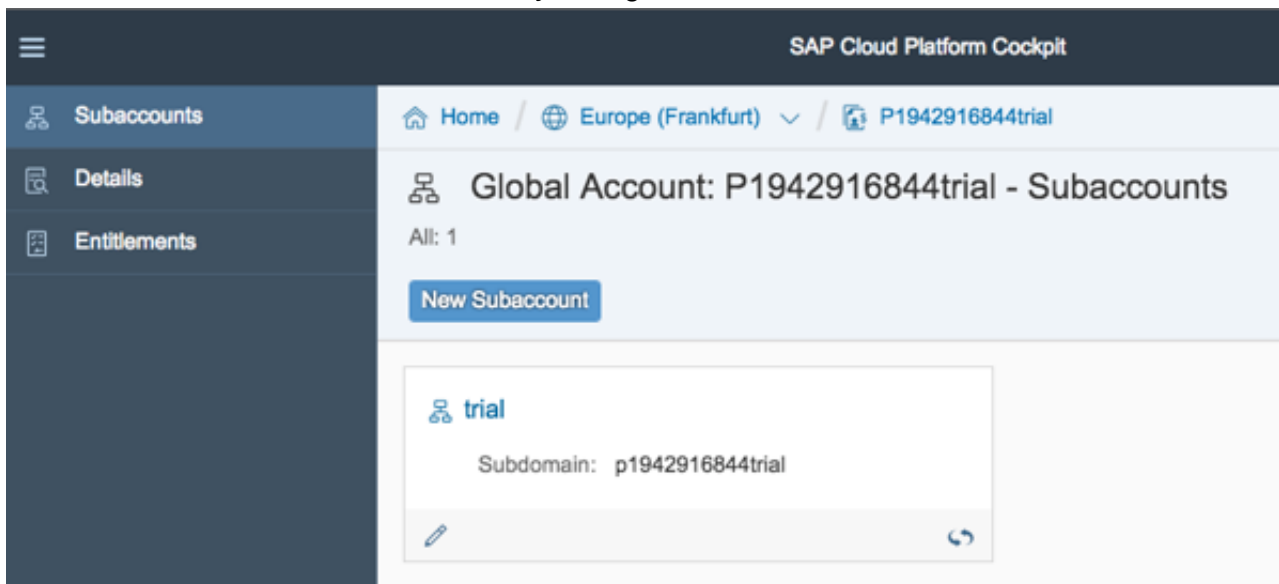 SAP Cloud Platform Cockpit
Subaccounts
Details
Entitlements
Home / Europe (Frankfurt) / P1942916844trial
Global Account: P1942916844trial - Subaccounts
All: 1
New Subaccount
trial
Subdomain: p1942916844trial